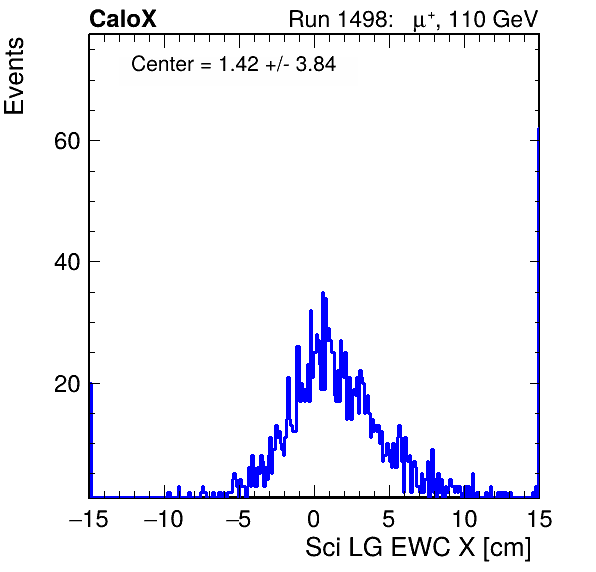 CaloX Run 1498: μ⁺, 110 GeV
Center = 1.42 +/- 3.84
Events
60
40
20
−15 −10 −5 0 5 10 15
Sci LG EWC X [cm]